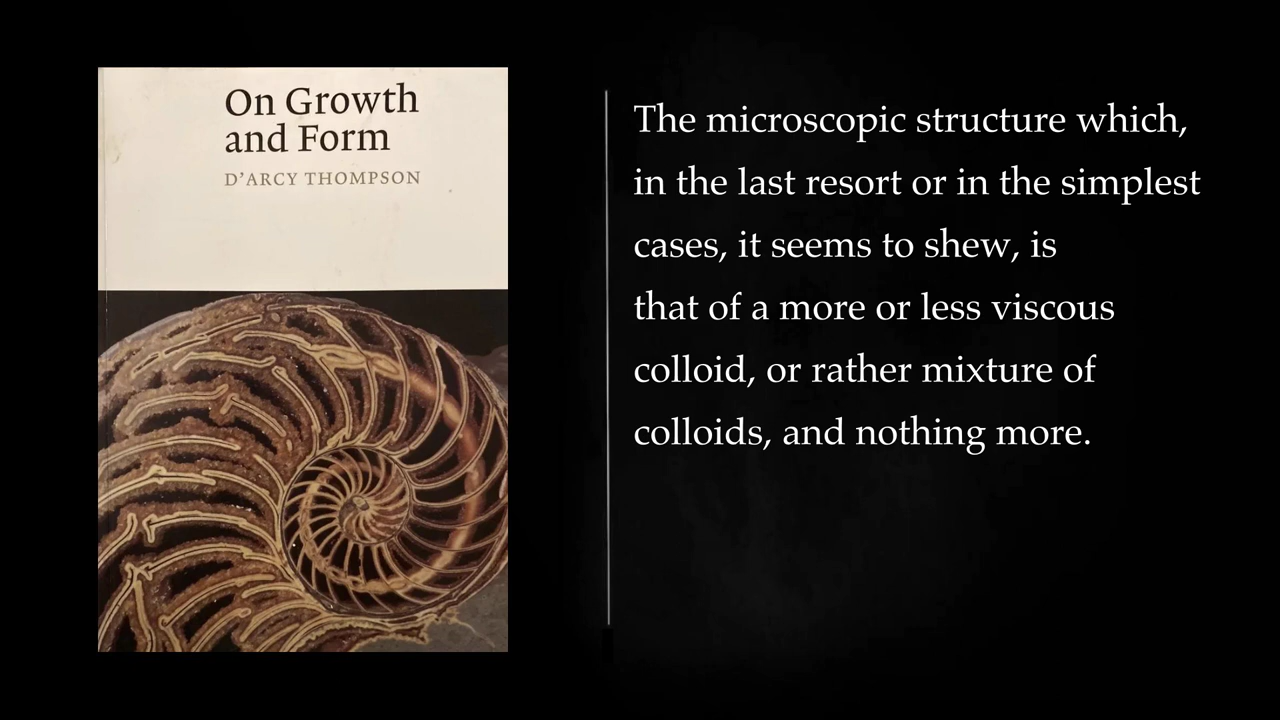 On Growth
and Form
D'ARCY THOMPSON
The microscopic structure which,
in the last resort or in the simplest
cases, it seems to shew, is
that of a more or less viscous
colloid, or rather mixture of
colloids, and nothing more.